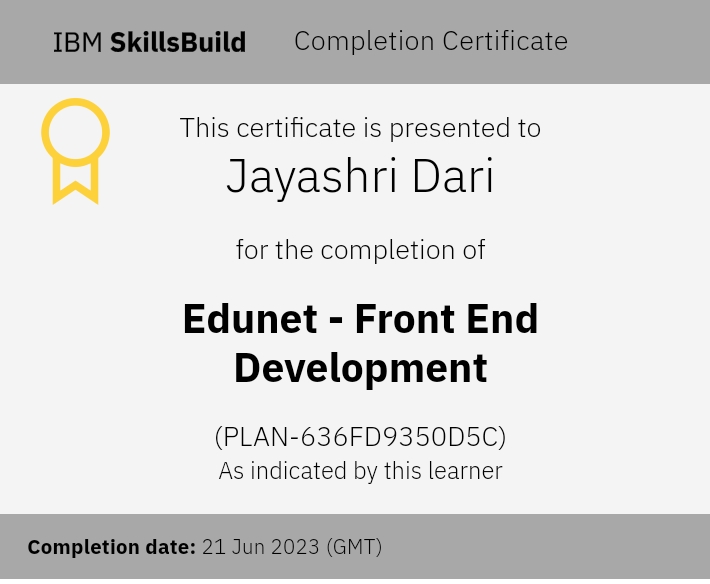 IBM SkillsBuild Completion Certificate
This certificate is presented to
Jayashri Dari
for the completion of
Edunet - Front End
Development
(PLAN-636FD9350D5C)
As indicated by this learner
Completion date: 21 Jun 2023 (GMT)